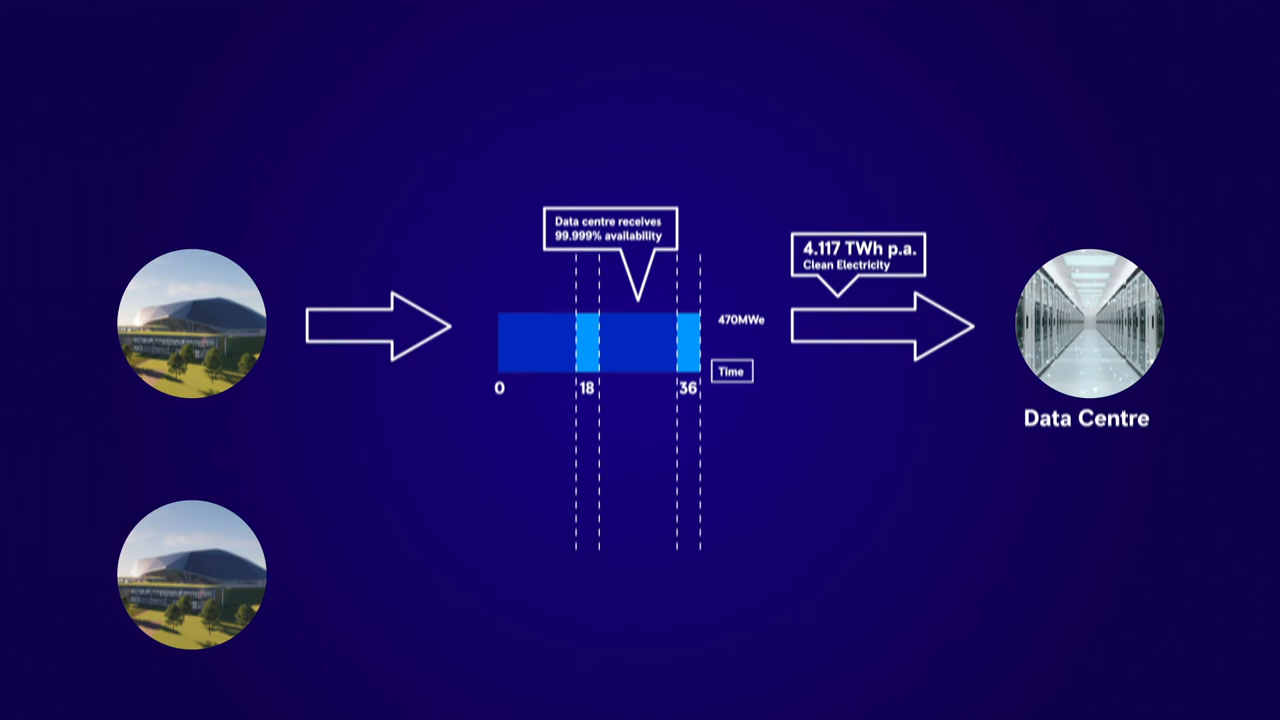 Data centre receives
99.999% availability
4.117 TWh p.a.
Clean Electricity
470MWe
Time
0
18
36
Data Centre